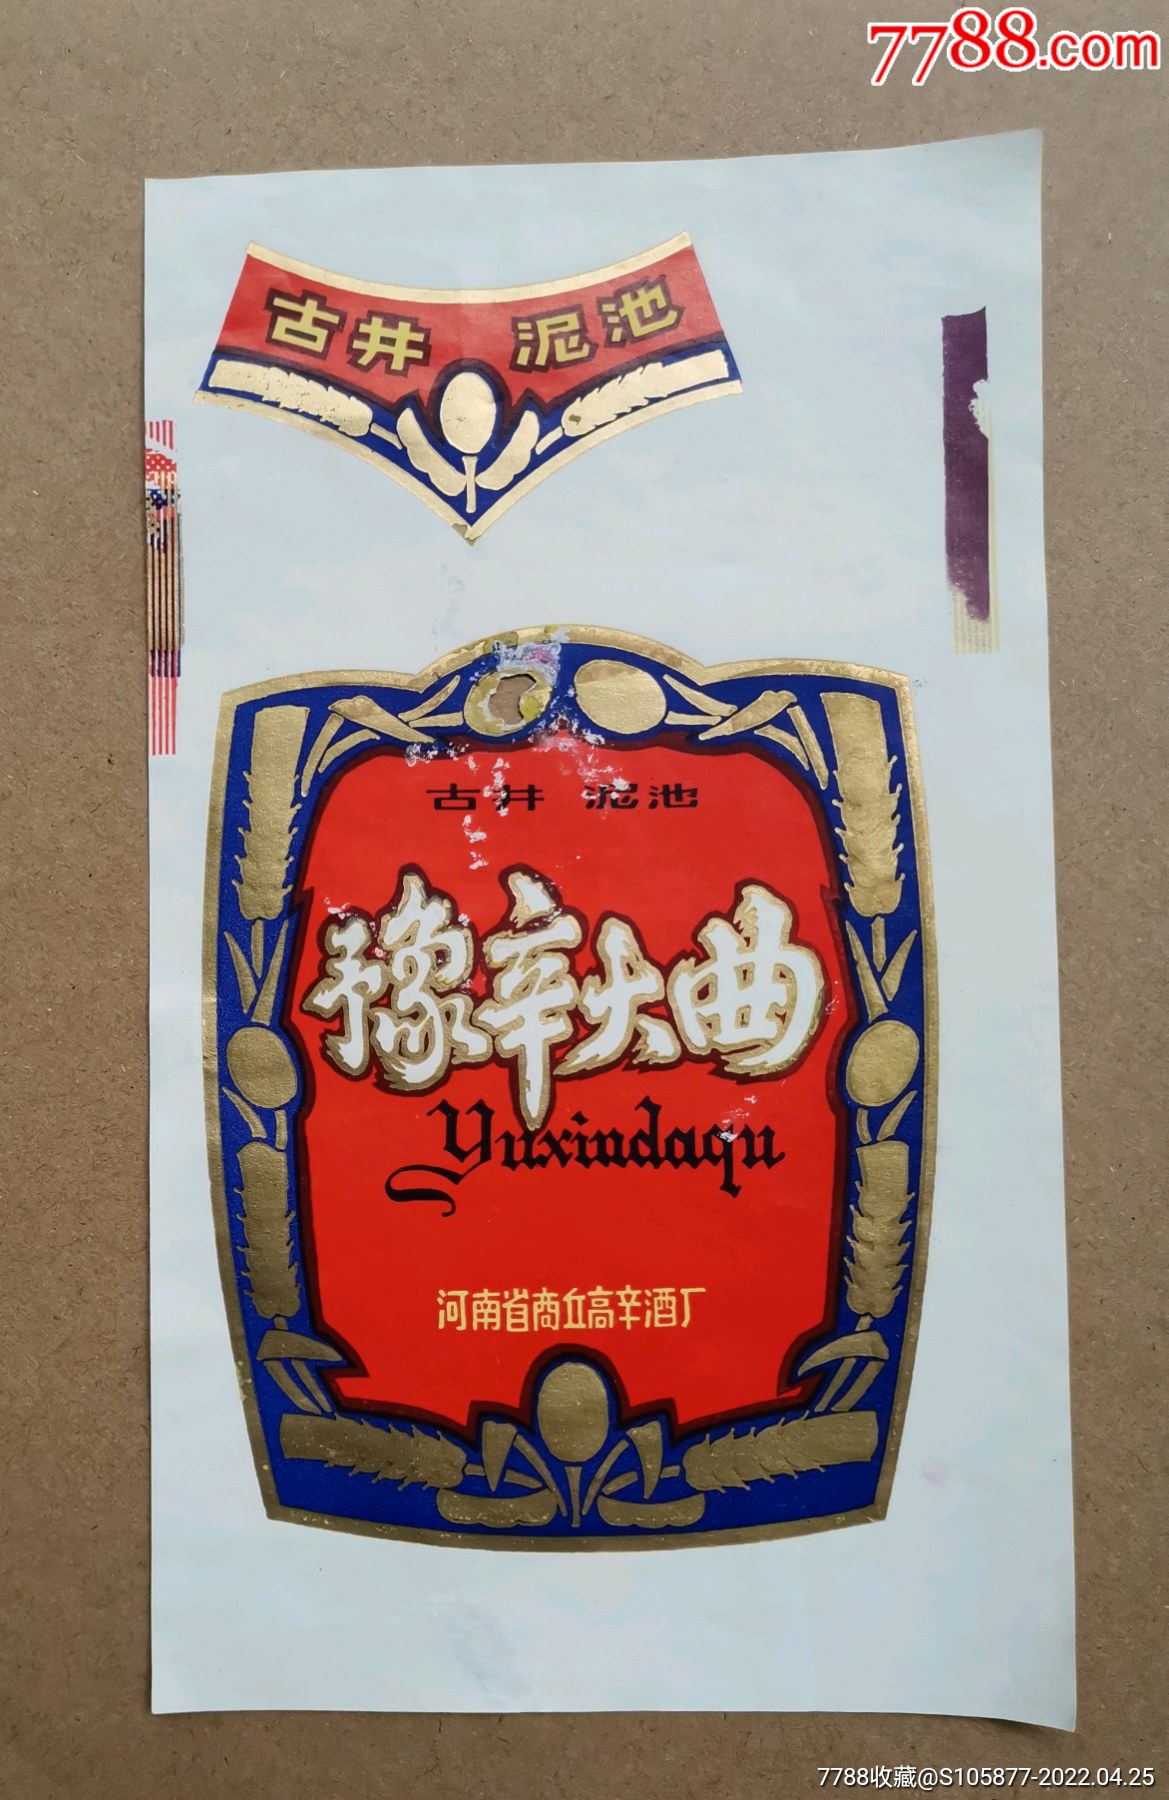 7788.com
古井 泥池
古井 泥池
豫辛大曲
Yuxindaqu
河南省商丘高辛酒厂
7788收藏@S105877-2022.04.25